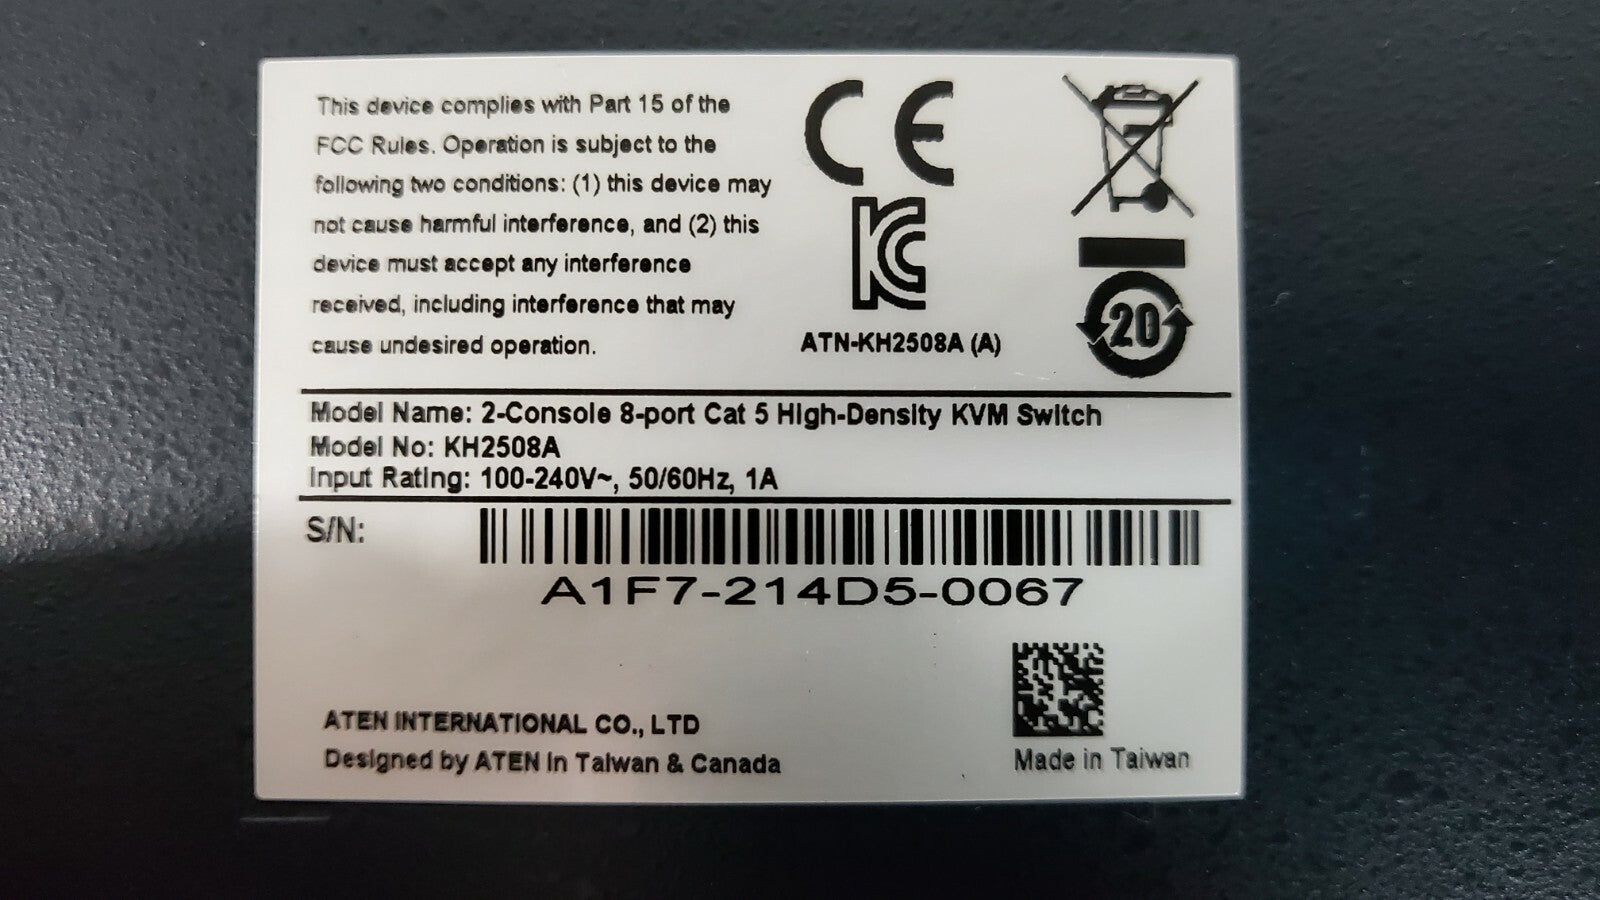 This device complies with Part 15 of the
FCC Rules. Operation is subject to the
following two conditions: (1) this device may
not cause harmful interference, and (2) this
device must accept any interference
received, including interference that may
cause undesired operation.
CE
KC
ATN-KH2508A (A)
20
Model Name: 2-Console 8-port Cat 5 High-Density KVM Switch
Model No: KH2508A
Input Rating: 100-240V~, 50/60Hz, 1A
S/N:
A1F7-214D5-0067
ATEN INTERNATIONAL CO., LTD
Designed by ATEN in Taiwan & Canada
Made in Taiwan